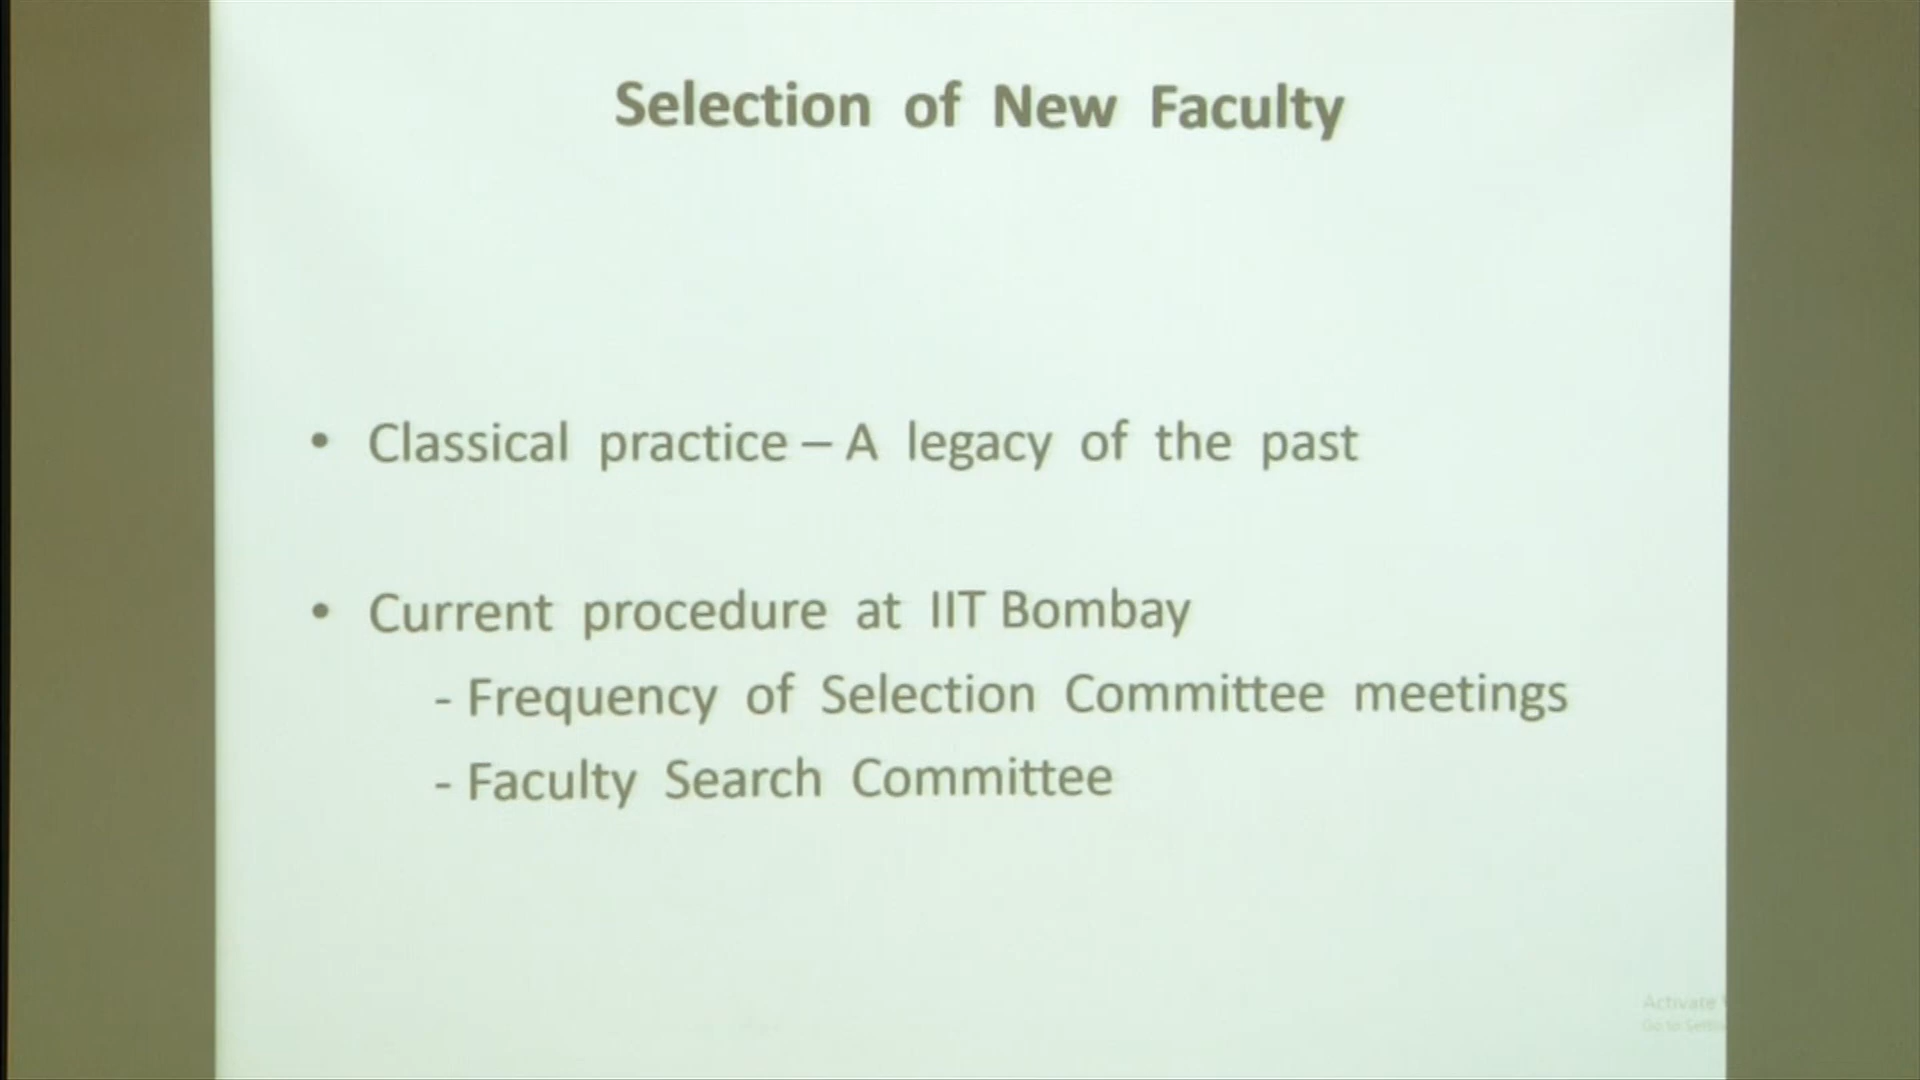 Selection of New Faculty
• Classical practice – A legacy of the past
• Current procedure at IIT Bombay
- Frequency of Selection Committee meetings
- Faculty Search Committee
Activate
Go to